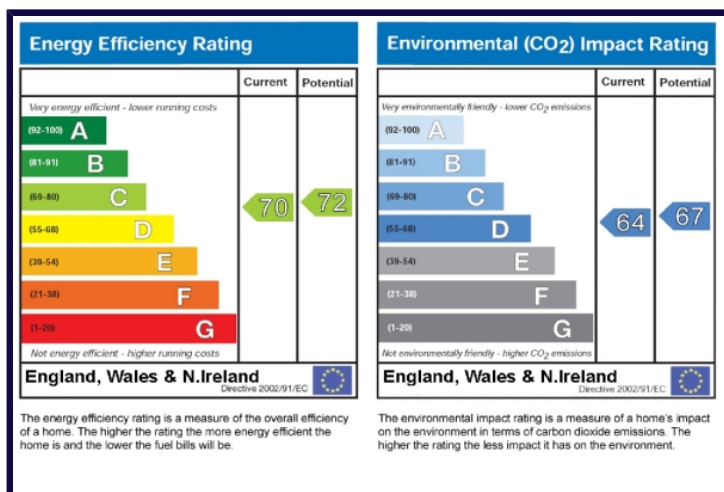 Energy Efficiency Rating
Current Potential
Very energy efficient - lower running costs
(92-100) A
(81-91) B
(69-80) C
(55-68) D
(39-54) E
(21-38) F
(1-20) G
70
72
Not energy efficient - higher running costs
England, Wales & N.Ireland
Directive 2002/91/EC
The energy efficiency rating is a measure of the overall efficiency
of a home. The higher the rating the more energy efficient the
home is and the lower the fuel bills will be.
Environmental (CO2) Impact Rating
Current Potential
Very environmentally friendly - lower CO2 emissions
(92-100) A
(81-91) B
(69-80) C
(55-68) D
(39-54) E
(21-38) F
(1-20) G
64
67
Not environmentally friendly - higher CO2 emissions
England, Wales & N.Ireland
Directive 2002/91/EC
The environmental impact rating is a measure of a home's impact
on the environment in terms of carbon dioxide emissions. The
higher the rating the less impact it has on the environment.